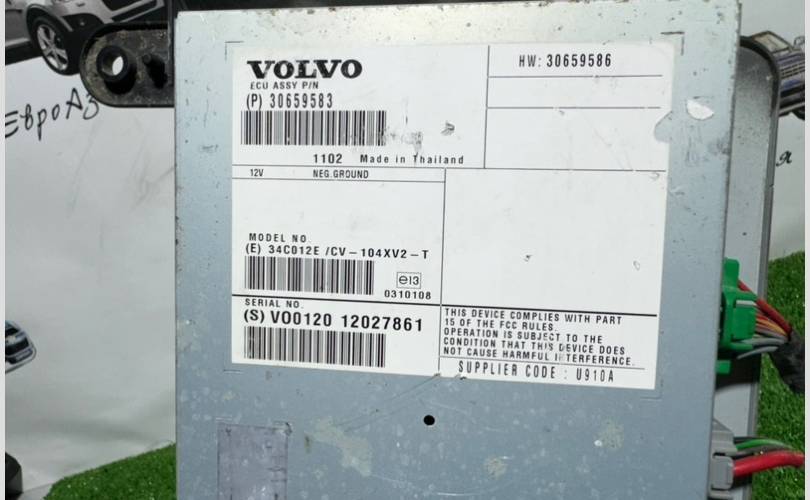 VOLVO
ECU ASSY P/N
(P) 30659583
HW: 30659586
1102 Made in Thailand
12V NEG.GROUND
MODEL NO.
(E) 34C012E /CV-104XV2-T
e13
0310108
SERIAL NO.
(S) VO0120 12027861
THIS DEVICE COMPLIES WITH PART
15 OF THE FCC RULES.
OPERATION IS SUBJECT TO THE
CONDITION THAT THIS DEVICE DOES
NOT CAUSE HARMFUL INTERFERENCE.
SUPPLIER CODE : U910A
ЕвроАз